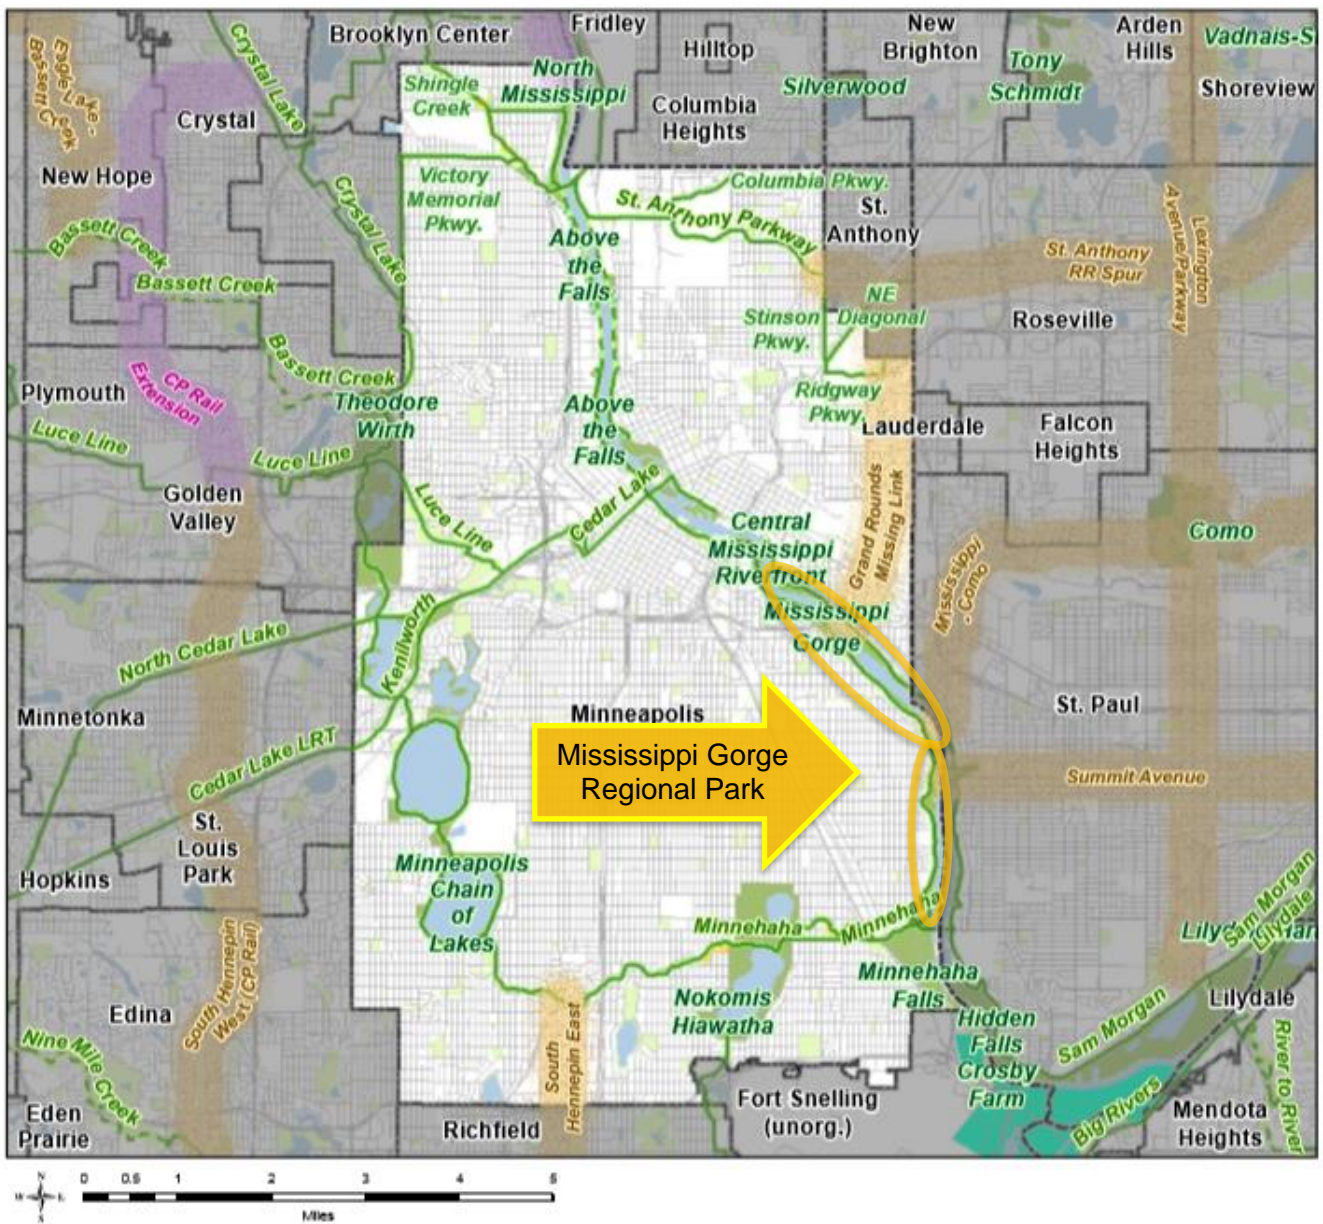 Brooklyn Center
Fridley
Hilltop
New
Brighton
Arden
Hills
Vadnais-S
Tony
Schmidt
Silverwood
Shoreview
Eagle Lake -
Bassett Creek
Crystal Lake
Crystal
Shingle
Creek
North
Mississippi
Columbia
Heights
New Hope
Victory
Memorial
Pkwy.
Crystal Lake
Columbia Pkwy.
St. Anthony Parkway
St.
Anthony
Bassett Creek
Bassett Creek
Above
the
Falls
St. Anthony
RR Spur
Lexington
Avenue/Parkway
NE
Diagonal
Stinson
Pkwy.
Roseville
Bassett Creek
Plymouth
CP Rail
Extension
Theodore
Wirth
Above
the
Falls
Ridgway
Pkwy.
Lauderdale
Falcon
Heights
Luce Line
Luce Line
Golden
Valley
Luce Line
Cedar Lake
Grand Rounds
Missing Link
Central
Mississippi
Riverfront
Como
Mississippi
- Como
Mississippi
Gorge
North Cedar Lake
Kenilworth
Minnetonka
Minneapolis
St. Paul
Mississippi Gorge
Regional Park
Cedar Lake LRT
Summit Avenue
St.
Louis
Park
Hopkins
Minneapolis
Chain
of
Lakes
Minnehaha
Minnehaha
Sam Morgan
Lilydale
Minnehaha
Falls
Nokomis
Hiawatha
Edina
South Hennepin
West (CP Rail)
South
Hennepin East
Hidden
Falls
Crosby
Farm
Sam Morgan
Lilydale
Nine Mile Creek
Eden
Prairie
Richfield
Fort Snelling
(unorg.)
Big Rivers
Mendota
Heights
River to River
N
W
E
S
0 0.5 1 2 3 4 5
Miles